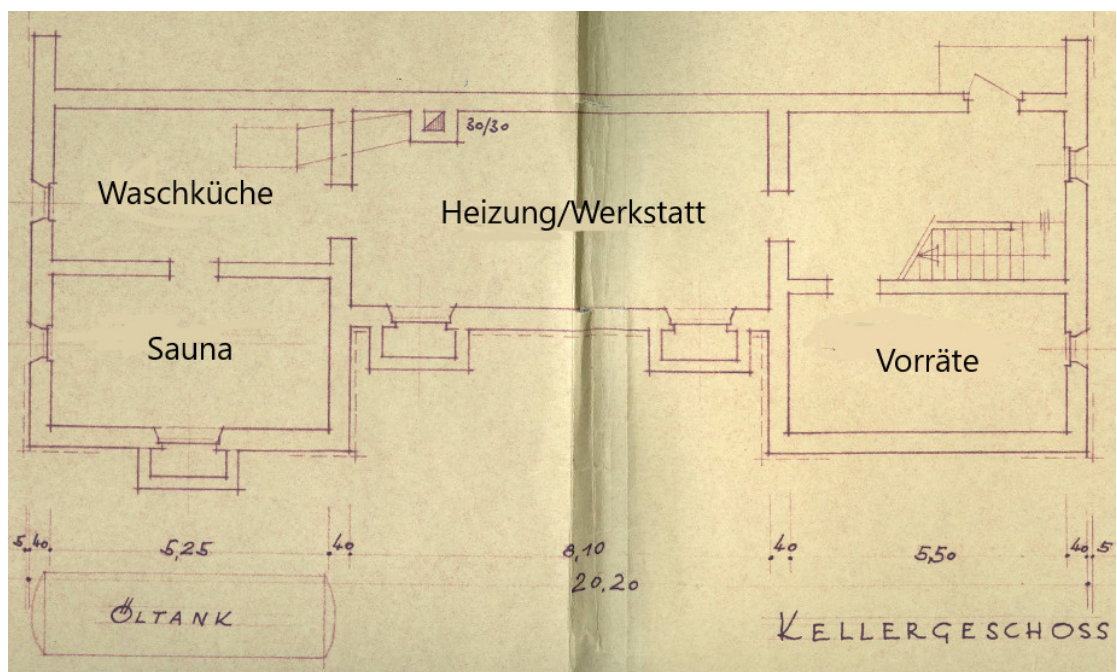 30/30
Waschküche
Heizung/Werkstatt
Sauna
Vorräte
5 40 5,25 40 8,10 40 5,50 40 5
20,20
ÖLTANK
KELLERGESCHOSS